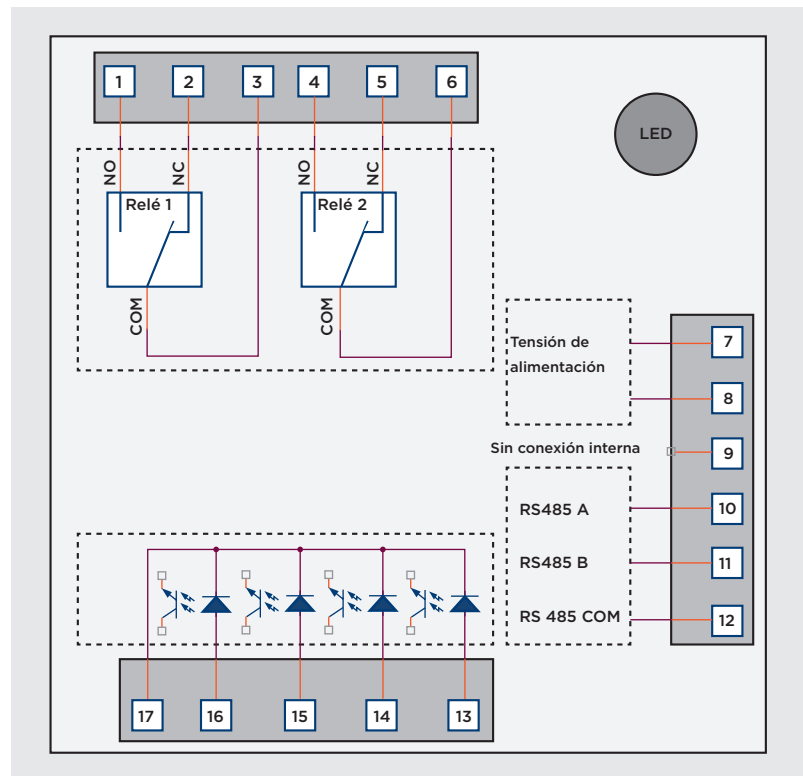 1 2 3 4 5 6
LED
NO NC NO NC
Relé 1 Relé 2
COM COM
Tensión de
alimentación
7
8
Sin conexión interna
9
RS485 A
10
RS485 B
11
RS 485 COM
12
17 16 15 14 13